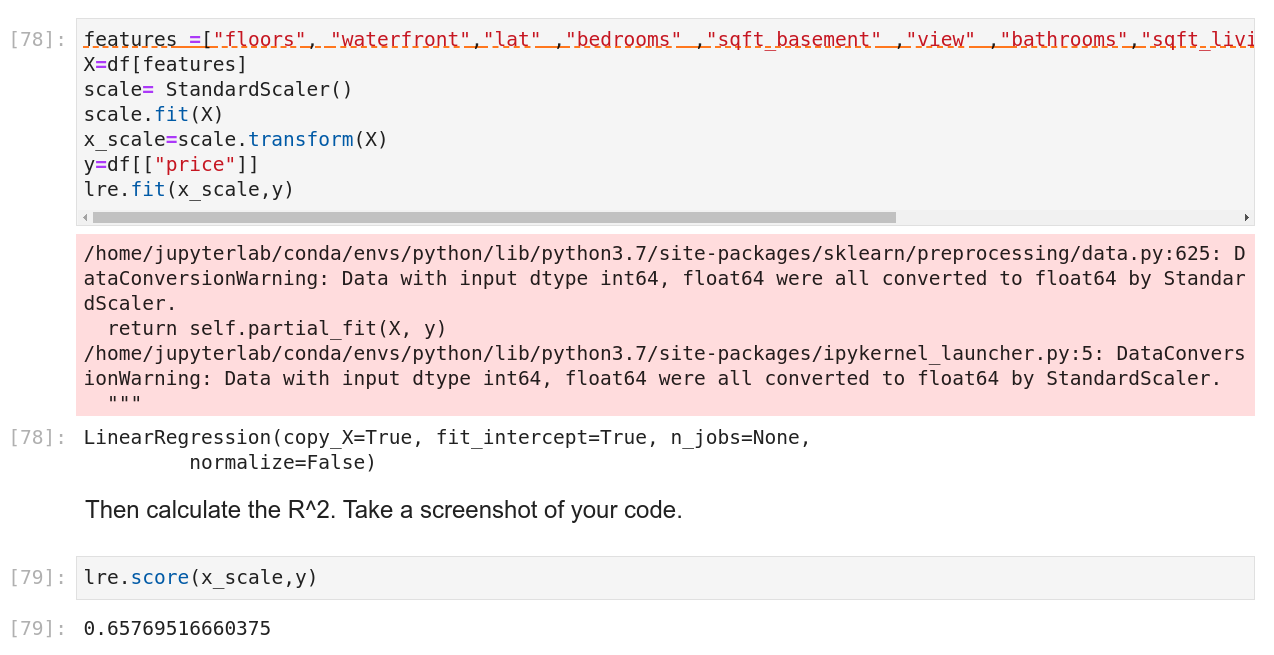 [78]: features =["floors", "waterfront","lat" ,"bedrooms" ,"sqft_basement" ,"view" ,"bathrooms","sqft_livi
X=df[features]
scale= StandardScaler()
scale.fit(X)
x_scale=scale.transform(X)
y=df[["price"]]
lre.fit(x_scale,y)
/home/jupyterlab/conda/envs/python/lib/python3.7/site-packages/sklearn/preprocessing/data.py:625: D
ataConversionWarning: Data with input dtype int64, float64 were all converted to float64 by Standar
dScaler.
  return self.partial_fit(X, y)
/home/jupyterlab/conda/envs/python/lib/python3.7/site-packages/ipykernel_launcher.py:5: DataConvers
ionWarning: Data with input dtype int64, float64 were all converted to float64 by StandardScaler.
  """
[78]: LinearRegression(copy_X=True, fit_intercept=True, n_jobs=None,
         normalize=False)
Then calculate the R^2. Take a screenshot of your code.
[79]: lre.score(x_scale,y)
[79]: 0.65769516660375